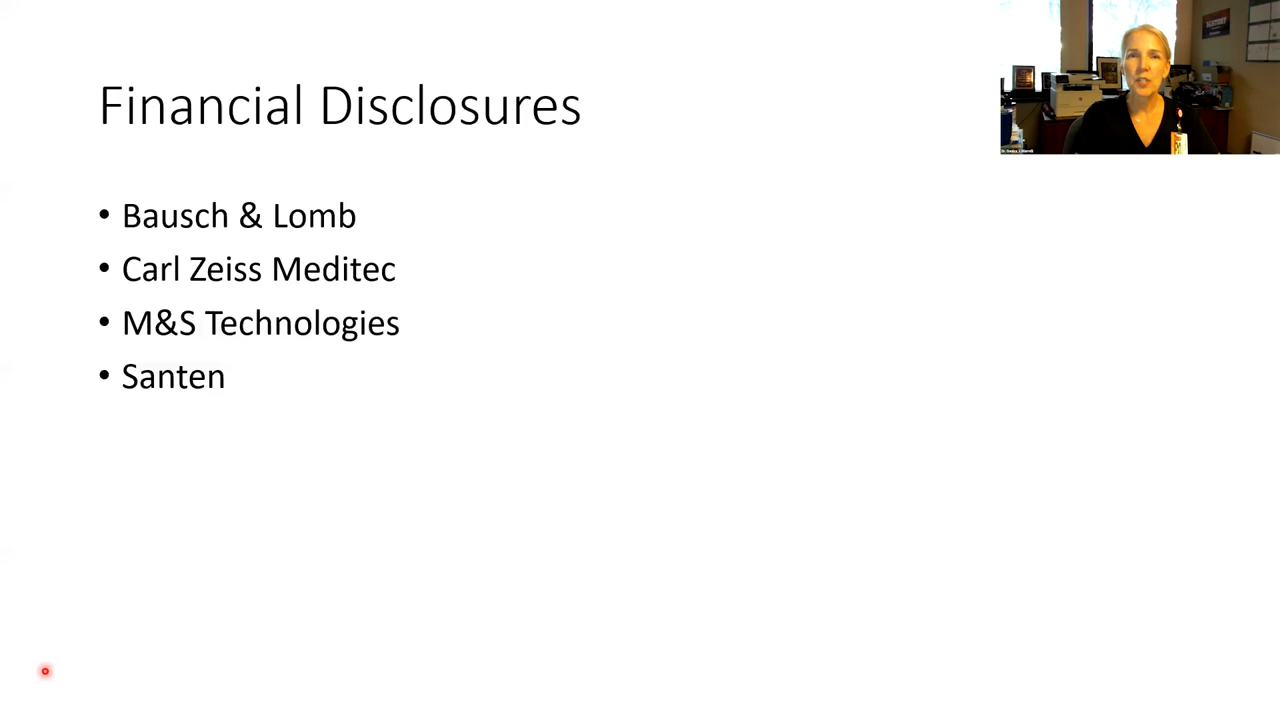 Financial Disclosures
• Bausch & Lomb
• Carl Zeiss Meditec
• M&S Technologies
• Santen